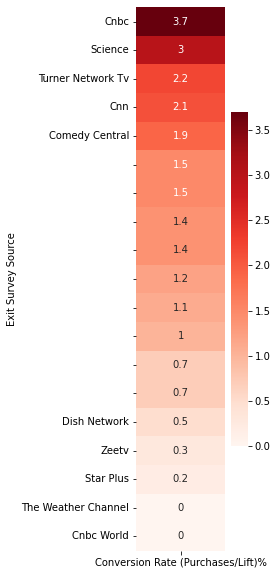 Cnbc 3.7
Science 3
Turner Network Tv 2.2
Cnn 2.1
Comedy Central 1.9
1.5
1.5
1.4
1.4
1.2
1.1
1
0.7
0.7
Dish Network 0.5
Zeetv 0.3
Star Plus 0.2
The Weather Channel 0
Cnbc World 0
Exit Survey Source
Conversion Rate (Purchases/Lift)%
3.5
3.0
2.5
2.0
1.5
1.0
0.5
0.0